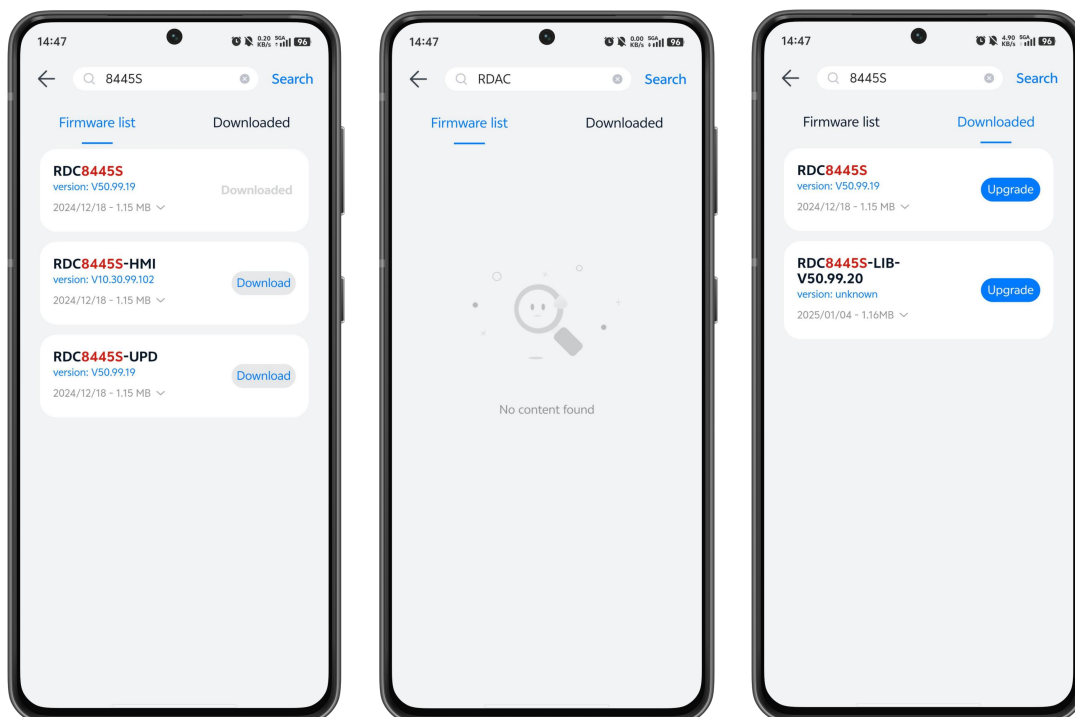 14:47
0.20 KB/s 5GA 96
8445S
Search
Firmware list
Downloaded
RDC8445S
version: V50.99.19
2024/12/18 - 1.15 MB
Downloaded
RDC8445S-HMI
version: V10.30.99.102
2024/12/18 - 1.15 MB
Download
RDC8445S-UPD
version: V50.99.19
2024/12/18 - 1.15 MB
Download
14:47
0.00 KB/s 5GA 96
RDAC
Search
Firmware list
Downloaded
No content found
14:47
4.90 KB/s 5GA 96
8445S
Search
Firmware list
Downloaded
RDC8445S
version: V50.99.19
2024/12/18 - 1.15 MB
Upgrade
RDC8445S-LIB-
V50.99.20
version: unknown
2025/01/04 - 1.16MB
Upgrade